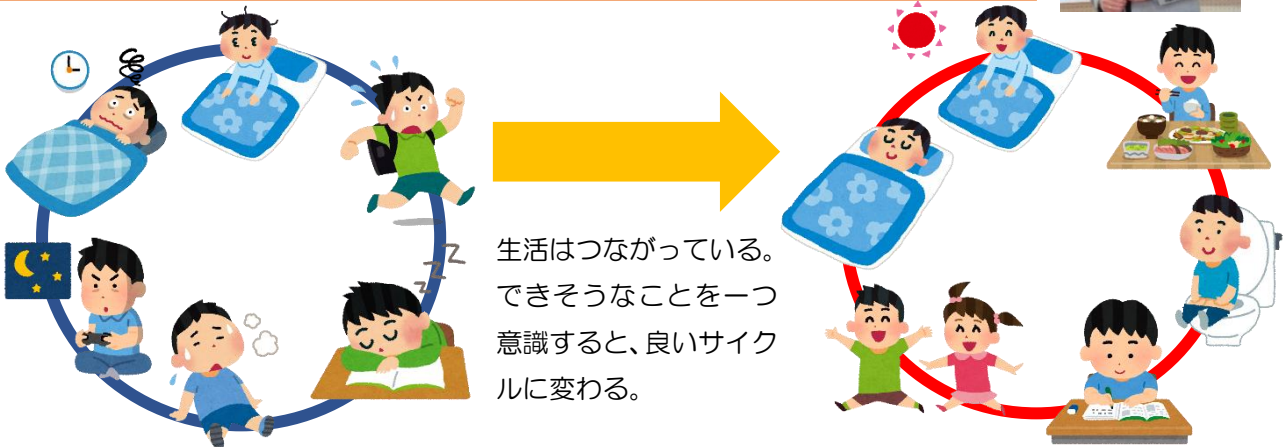 生活はつながっている。
できそうなことを一つ
意識すると、良いサイク
ルに変わる。
z
z
z